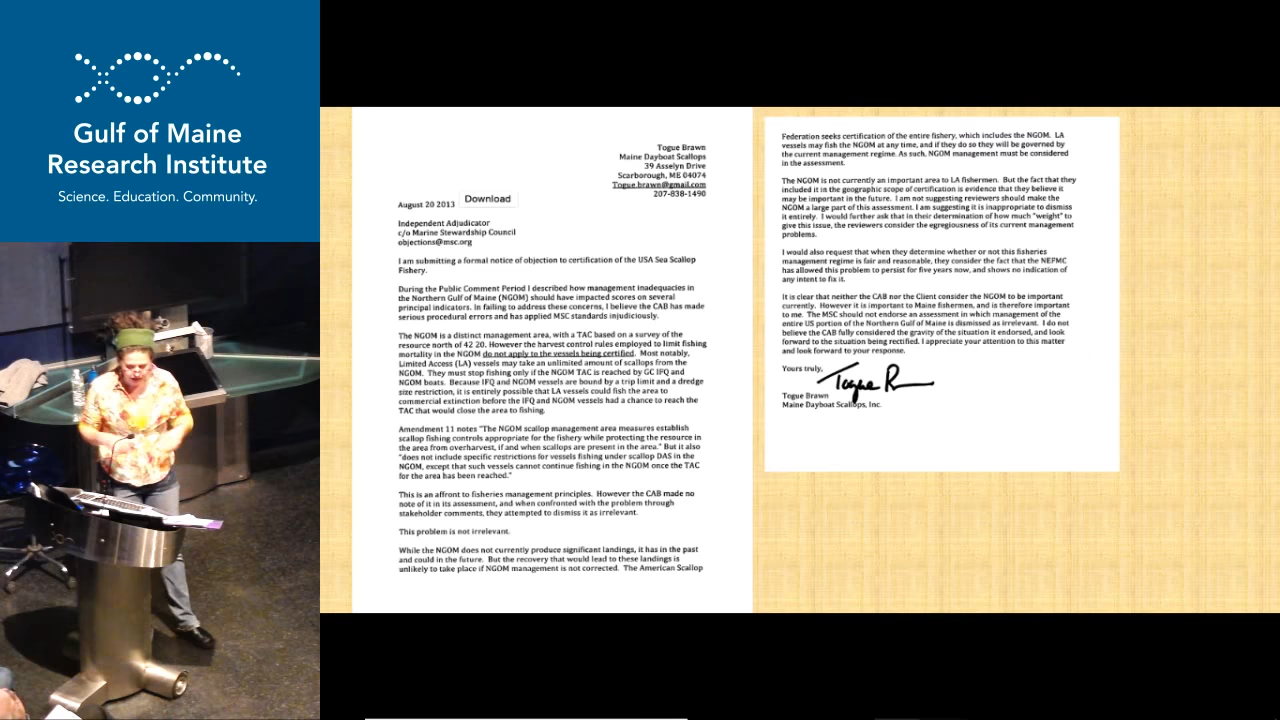 Gulf of Maine
Research Institute
Science. Education. Community.
Togue Brawn
Maine Dayboat Scallops
39 Asselyn Drive
Scarborough, ME 04074
Togue.brawn@gmail.com
207-838-1490
Download
August 20 2013
Independent Adjudicator
c/o Marine Stewardship Council
objections@msc.org
I am submitting a formal notice of objection to certification of the USA Sea Scallop
Fishery.
During the Public Comment Period I described how management inadequacies in
the Northern Gulf of Maine (NGOM) should have impacted scores on several
principal indicators. In failing to address these concerns, I believe the CAB has made
serious procedural errors and has applied MSC standards injudiciously.
The NGOM is a distinct management area, with a TAC based on a survey of the
resource north of 42 20. However the harvest control rules employed to limit fishing
mortality in the NGOM do not apply to the vessels being certified. Most notably,
Limited Access (LA) vessels may take an unlimited amount of scallops from the
NGOM. They must stop fishing only if the NGOM TAC is reached by GC IFQ and
NGOM boats. Because IFQ and NGOM vessels are bound by a trip limit and a dredge
size restriction, it is entirely possible that LA vessels could fish the area to
commercial extinction before the IFQ and NGOM vessels had a chance to reach the
TAC that would close the area to fishing.
Amendment 11 notes "The NGOM scallop management area measures establish
scallop fishing controls appropriate for the fishery while protecting the resource in
the area from overharvest, if and when scallops are present in the area." But it also
"does not include specific restrictions for vessels fishing under scallop DAS in the
NGOM, except that such vessels cannot continue fishing in the NGOM once the TAC
for the area has been reached."
This is an affront to fisheries management principles. However the CAB made no
note of it in its assessment, and when confronted with the problem through
stakeholder comments, they attempted to dismiss it as irrelevant.
This problem is not irrelevant.
While the NGOM does not currently produce significant landings, it has in the past
and could in the future. But the recovery that would lead to these landings is
unlikely to take place if NGOM management is not corrected. The American Scallop
Federation seeks certification of the entire fishery, which includes the NGOM. LA
vessels may fish the NGOM at any time, and if they do so they will be governed by
the current management regime. As such, NGOM management must be considered
in the assessment.
The NGOM is not currently an important area to LA fishermen. But the fact that they
included it in the geographic scope of certification is evidence that they believe it
may be important in the future. I am not suggesting reviewers should make the
NGOM a large part of this assessment. I am suggesting it is inappropriate to dismiss
it entirely. I would further ask that in their determination of how much "weight" to
give this issue, the reviewers consider the egregiousness of its current management
problems.
I would also request that when they determine whether or not this fisheries
management regime is fair and reasonable, they consider the fact that the NEFMC
has allowed this problem to persist for five years now, and shows no indication of
any intent to fix it.
It is clear that neither the CAB nor the Client consider the NGOM to be important
currently. However it is important to Maine fishermen, and is therefore important
to me. The MSC should not endorse an assessment in which management of the
entire US portion of the Northern Gulf of Maine is dismissed as irrelevant. I do not
believe the CAB fully considered the gravity of the situation it endorsed, and look
forward to the situation being rectified. I appreciate your attention to this matter
and look forward to your response.
Yours truly,
Togue Brawn
Maine Dayboat Scallops, Inc.